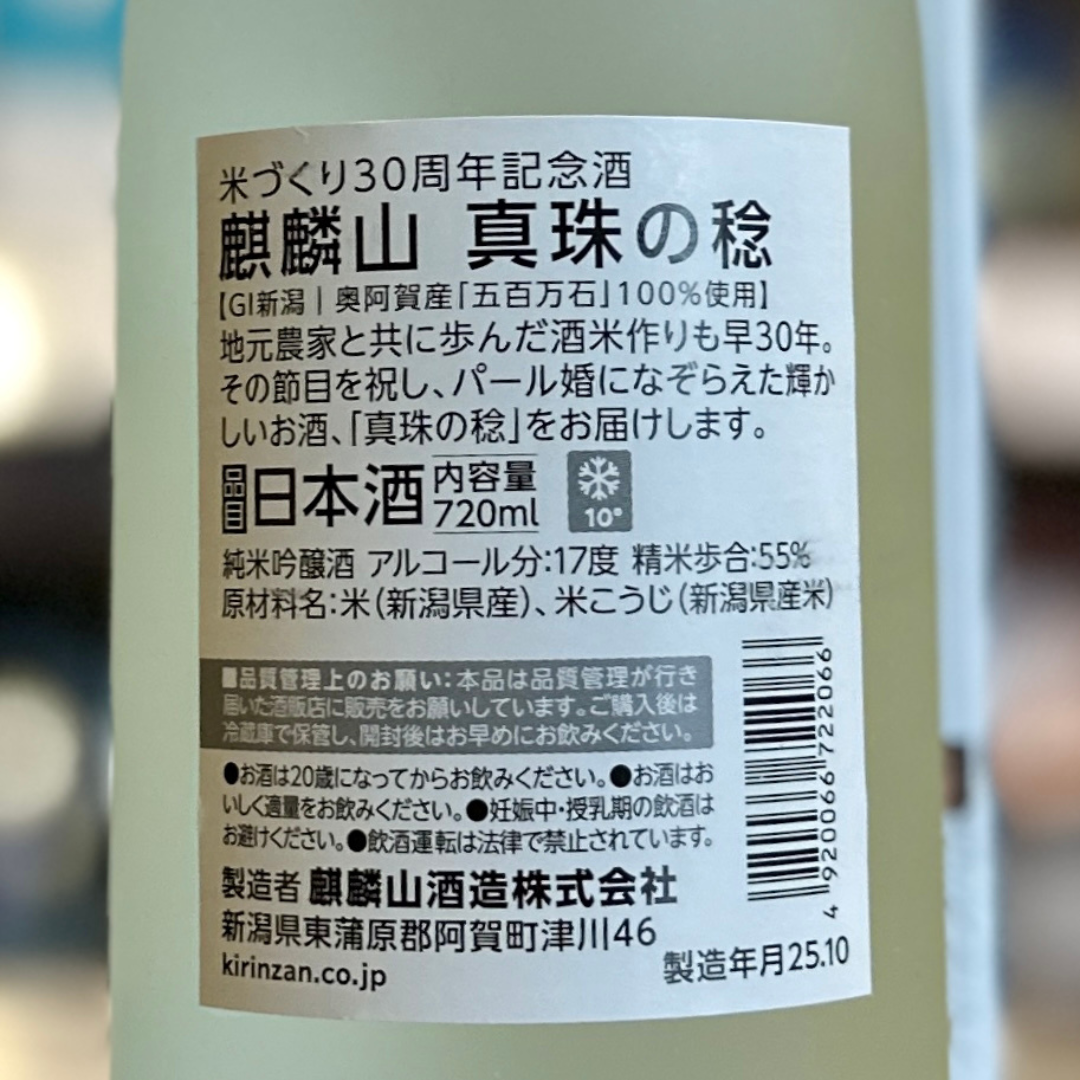 米づくり30周年記念酒
麒麟山 真珠の稔
【GI新潟|奥阿賀産「五百万石」100%使用】
地元農家と共に歩んだ酒米作りも早30年。
その節目を祝し、パール婚になぞらえた輝か
しいお酒、「真珠の稔」をお届けします。
品目 日本酒 内容量 720ml 10°
純米吟醸酒 アルコール分:17度 精米歩合:55%
原材料名:米(新潟県産)、米こうじ(新潟県産米)
■品質管理上のお願い:本品は品質管理が行き
届いた酒販店に販売をお願いしています。ご購入後は
冷蔵庫で保管し、開封後はお早めにお飲みください。
●お酒は20歳になってからお飲みください。●お酒はお
いしく適量をお飲みください。●妊娠中・授乳期の飲酒は
お避けください。●飲酒運転は法律で禁止されています。
製造者 麒麟山酒造株式会社
新潟県東蒲原郡阿賀町津川46
kirinzan.co.jp
製造年月25.10
4 920066 722066